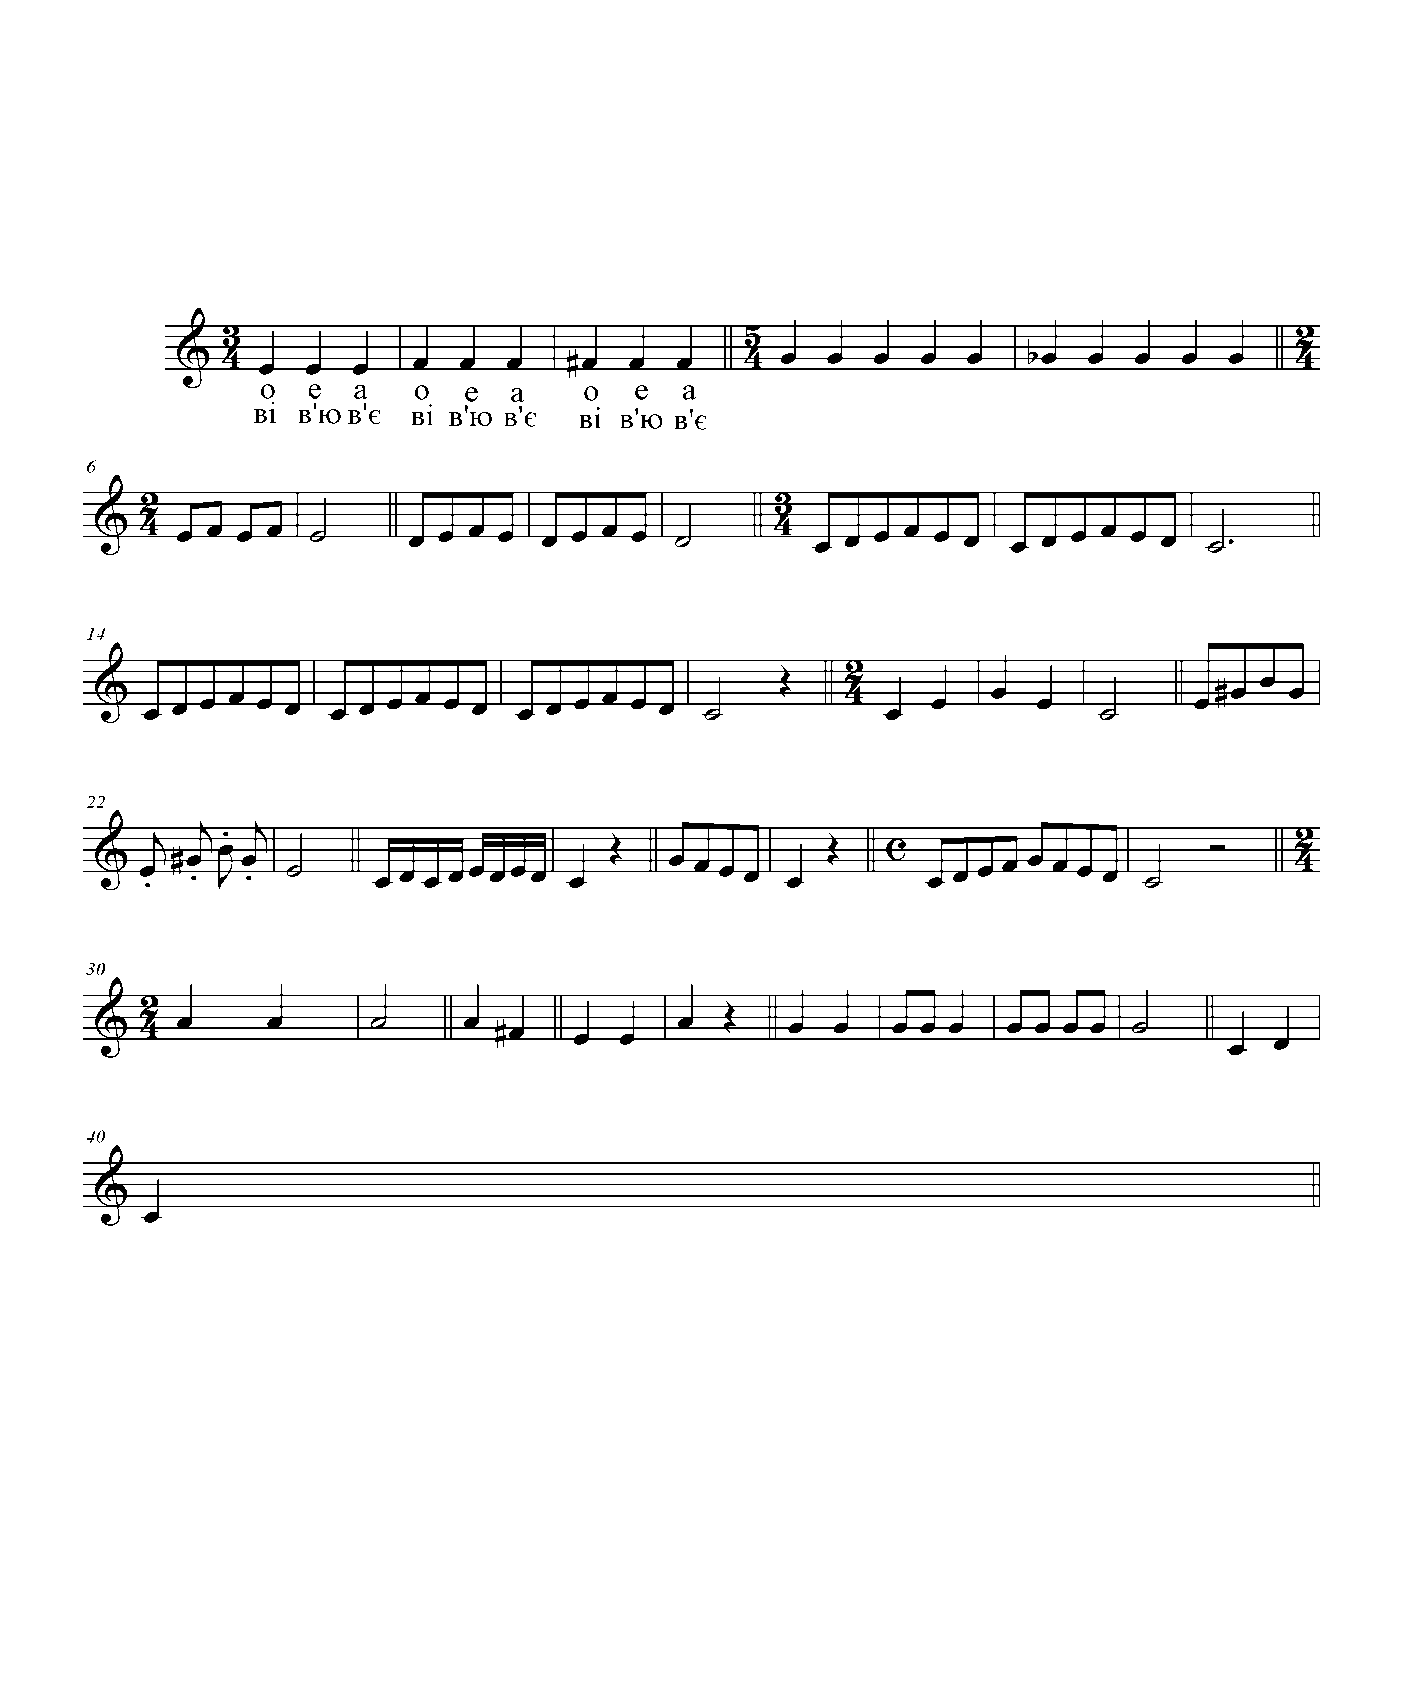 о е а о е а о е а
ві в'ю в'є ві в'ю в'є ві в'ю в'є
6
14
22
30
40